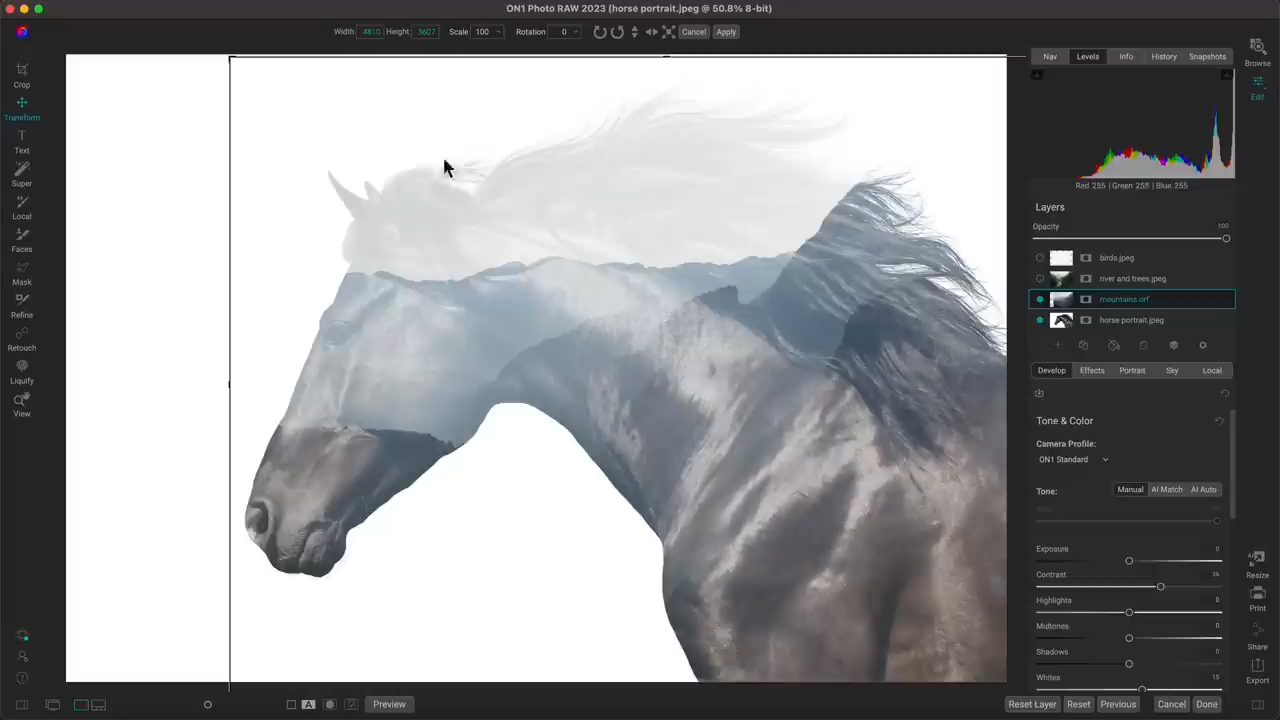 ON1 Photo RAW 2023 (horse portrait.jpeg @ 50.8% 8-bit)
Width 4810 Height 3607 Scale 100 Rotation 0 Cancel Apply
Nav Levels Info History Snapshots
Browse
Edit
Crop
Transform
Text
Super
Local
Faces
Mask
Refine
Retouch
Liquify
View
Red 255 | Green 255 | Blue 255
Layers
Opacity 100
birds.jpeg
river and trees.jpeg
mountains.orf
horse portrait.jpeg
Develop Effects Portrait Sky Local
Tone & Color
Camera Profile:
ON1 Standard
Tone: Manual AI Match AI Auto
Exposure 0
Contrast 35
Highlights 0
Midtones 0
Shadows 0
Whites 15
Resize
Print
Share
Export
A Preview
Reset Layer Reset Previous Cancel Done